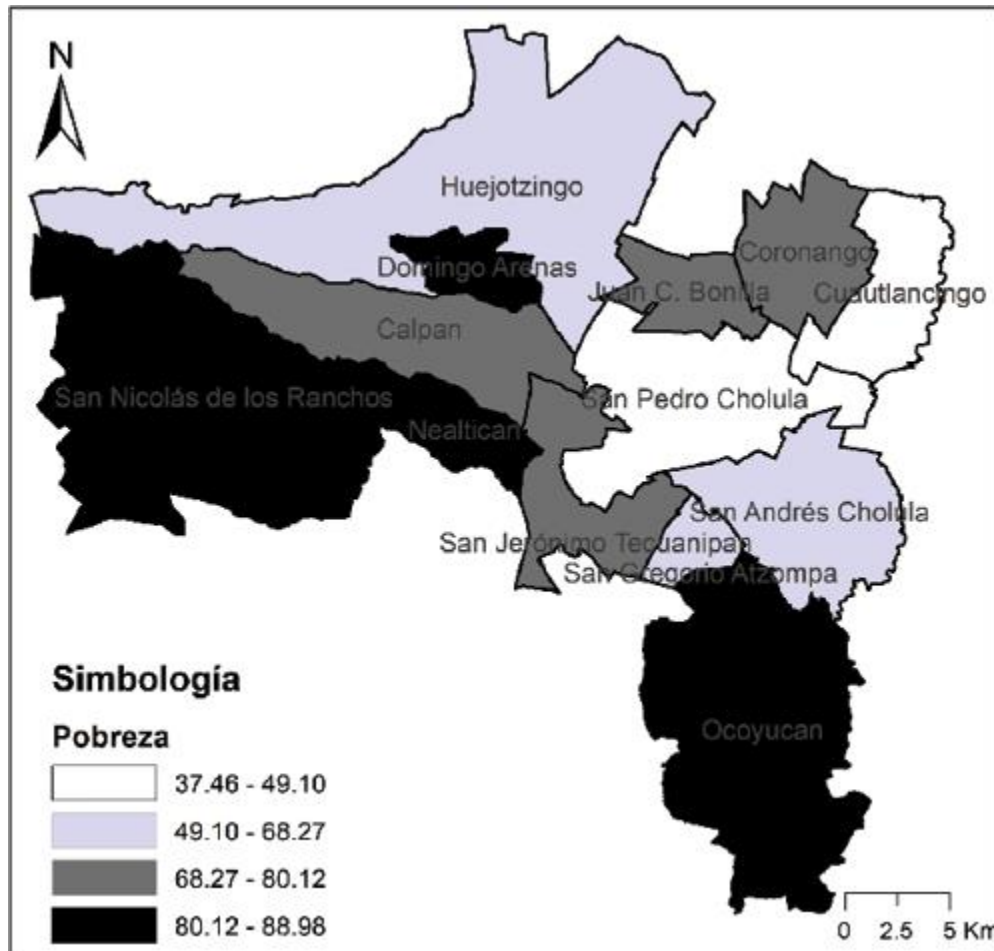 N
Huejotzingo
Domingo Arenas
Coronango
Juan C. Bonilla
Cuautlancingo
Calpan
San Nicolás de los Ranchos
San Pedro Cholula
Nealtican
San Andrés Cholula
San Jerónimo Tecuanipan
San Gregorio Atzompa
Ocoyucan
Simbología
Pobreza
37.46 - 49.10
49.10 - 68.27
68.27 - 80.12
80.12 - 88.98
0 2.5 5 Km